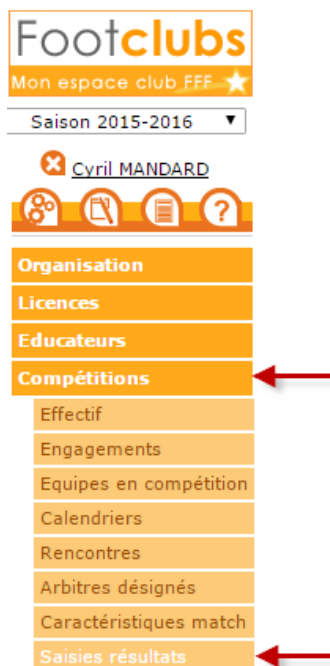 Footclubs
Mon espace club FFF
Saison 2015-2016
Cyril MANDARD
?
Organisation
Licences
Educateurs
Compétitions
Effectif
Engagements
Equipes en compétition
Calendriers
Rencontres
Arbitres désignés
Caractéristiques match
Saisies résultats